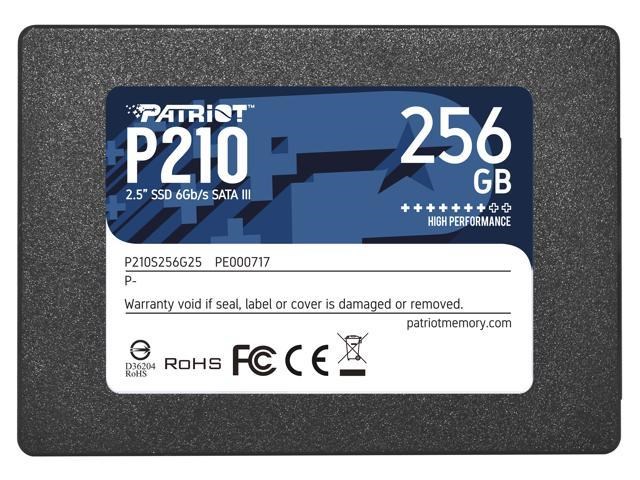 PATRIOT™
P210
2.5" SSD 6Gb/s SATA III
256
GB
HIGH PERFORMANCE
P210S256G25 PE000717
P-
Warranty void if seal, label or cover is damaged or removed.
patriotmemory.com
D36204
RoHS
RoHS
FC CE